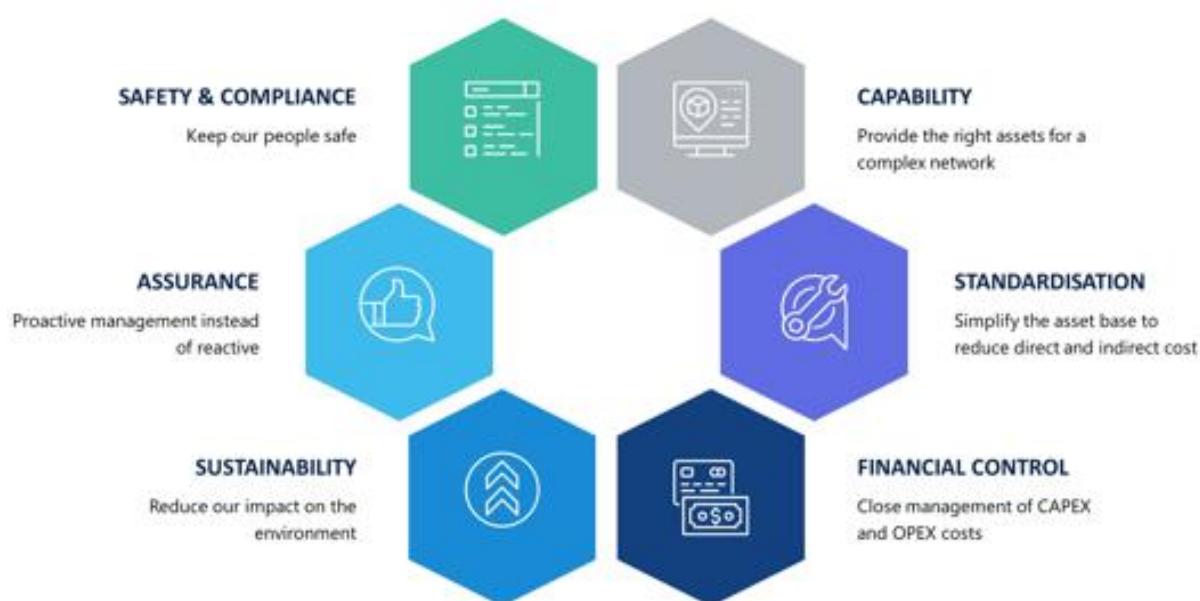 SAFETY & COMPLIANCE
Keep our people safe
CAPABILITY
Provide the right assets for a
complex network
ASSURANCE
Proactive management instead
of reactive
STANDARDISATION
Simplify the asset base to
reduce direct and indirect cost
SUSTAINABILITY
Reduce our impact on the
environment
FINANCIAL CONTROL
Close management of CAPEX
and OPEX costs